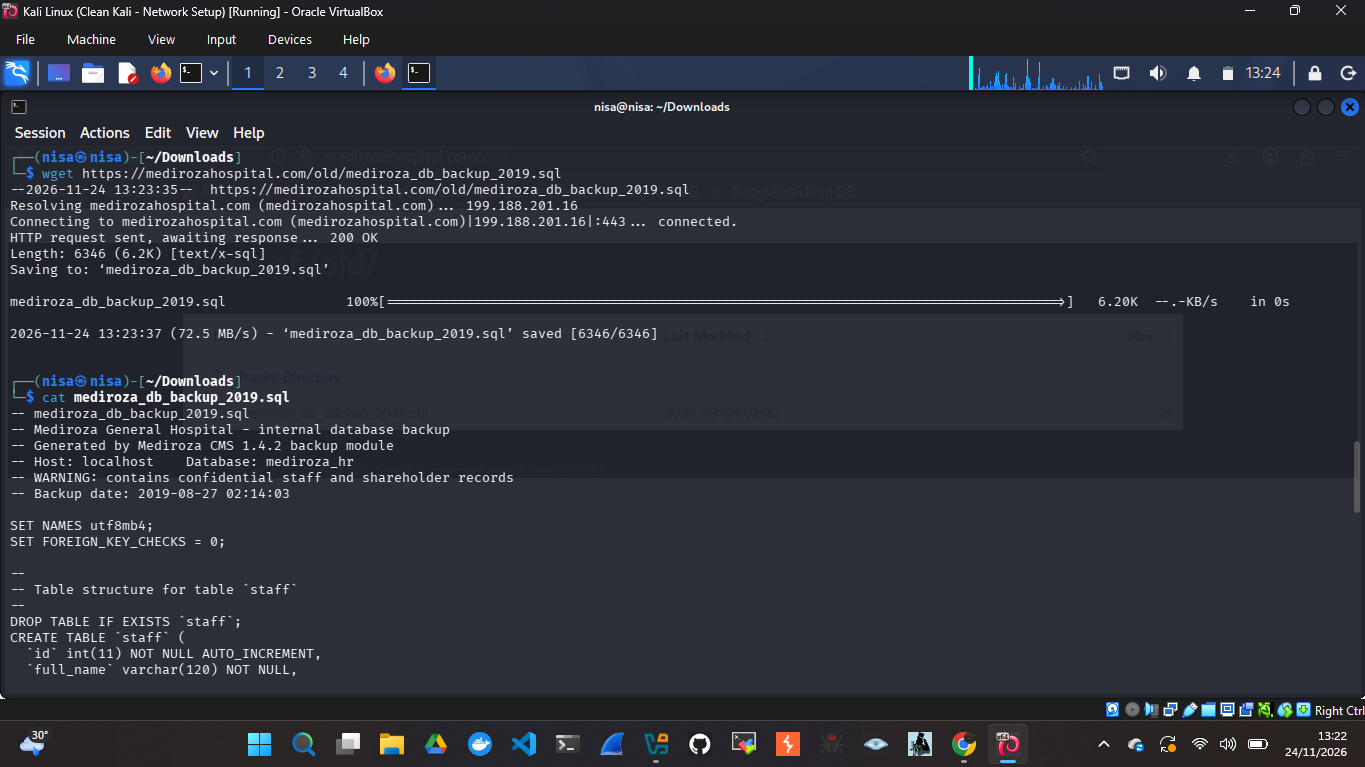 Kali Linux (Clean Kali - Network Setup) [Running] - Oracle VirtualBox
File Machine View Input Devices Help
1 2 3 4 13:24
nisa@nisa: ~/Downloads
Session Actions Edit View Help
┌──(nisa㉿nisa)-[~/Downloads]
└─$ wget https://medirozahospital.com/old/mediroza_db_backup_2019.sql
--2026-11-24 13:23:35-- https://medirozahospital.com/old/mediroza_db_backup_2019.sql
Resolving medirozahospital.com (medirozahospital.com)... 199.188.201.16
Connecting to medirozahospital.com (medirozahospital.com)|199.188.201.16|:443... connected.
HTTP request sent, awaiting response... 200 OK
Length: 6346 (6.2K) [text/x-sql]
Saving to: ‘mediroza_db_backup_2019.sql’
mediroza_db_backup_2019.sql 100%[===================>] 6.20K --.-KB/s in 0s
2026-11-24 13:23:37 (72.5 MB/s) - ‘mediroza_db_backup_2019.sql’ saved [6346/6346]
Last Modified Size
Parent Directory
┌──(nisa㉿nisa)-[~/Downloads]
└─$ cat mediroza_db_backup_2019.sql
-- mediroza_db_backup_2019.sql
-- Mediroza General Hospital - internal database backup
-- Generated by Mediroza CMS 1.4.2 backup module
-- Host: localhost Database: mediroza_hr
-- WARNING: contains confidential staff and shareholder records
-- Backup date: 2019-08-27 02:14:03
SET NAMES utf8mb4;
SET FOREIGN_KEY_CHECKS = 0;
--
-- Table structure for table `staff`
--
DROP TABLE IF EXISTS `staff`;
CREATE TABLE `staff` (
`id` int(11) NOT NULL AUTO_INCREMENT,
`full_name` varchar(120) NOT NULL,
Right Ctrl
30°
13:22
24/11/2026